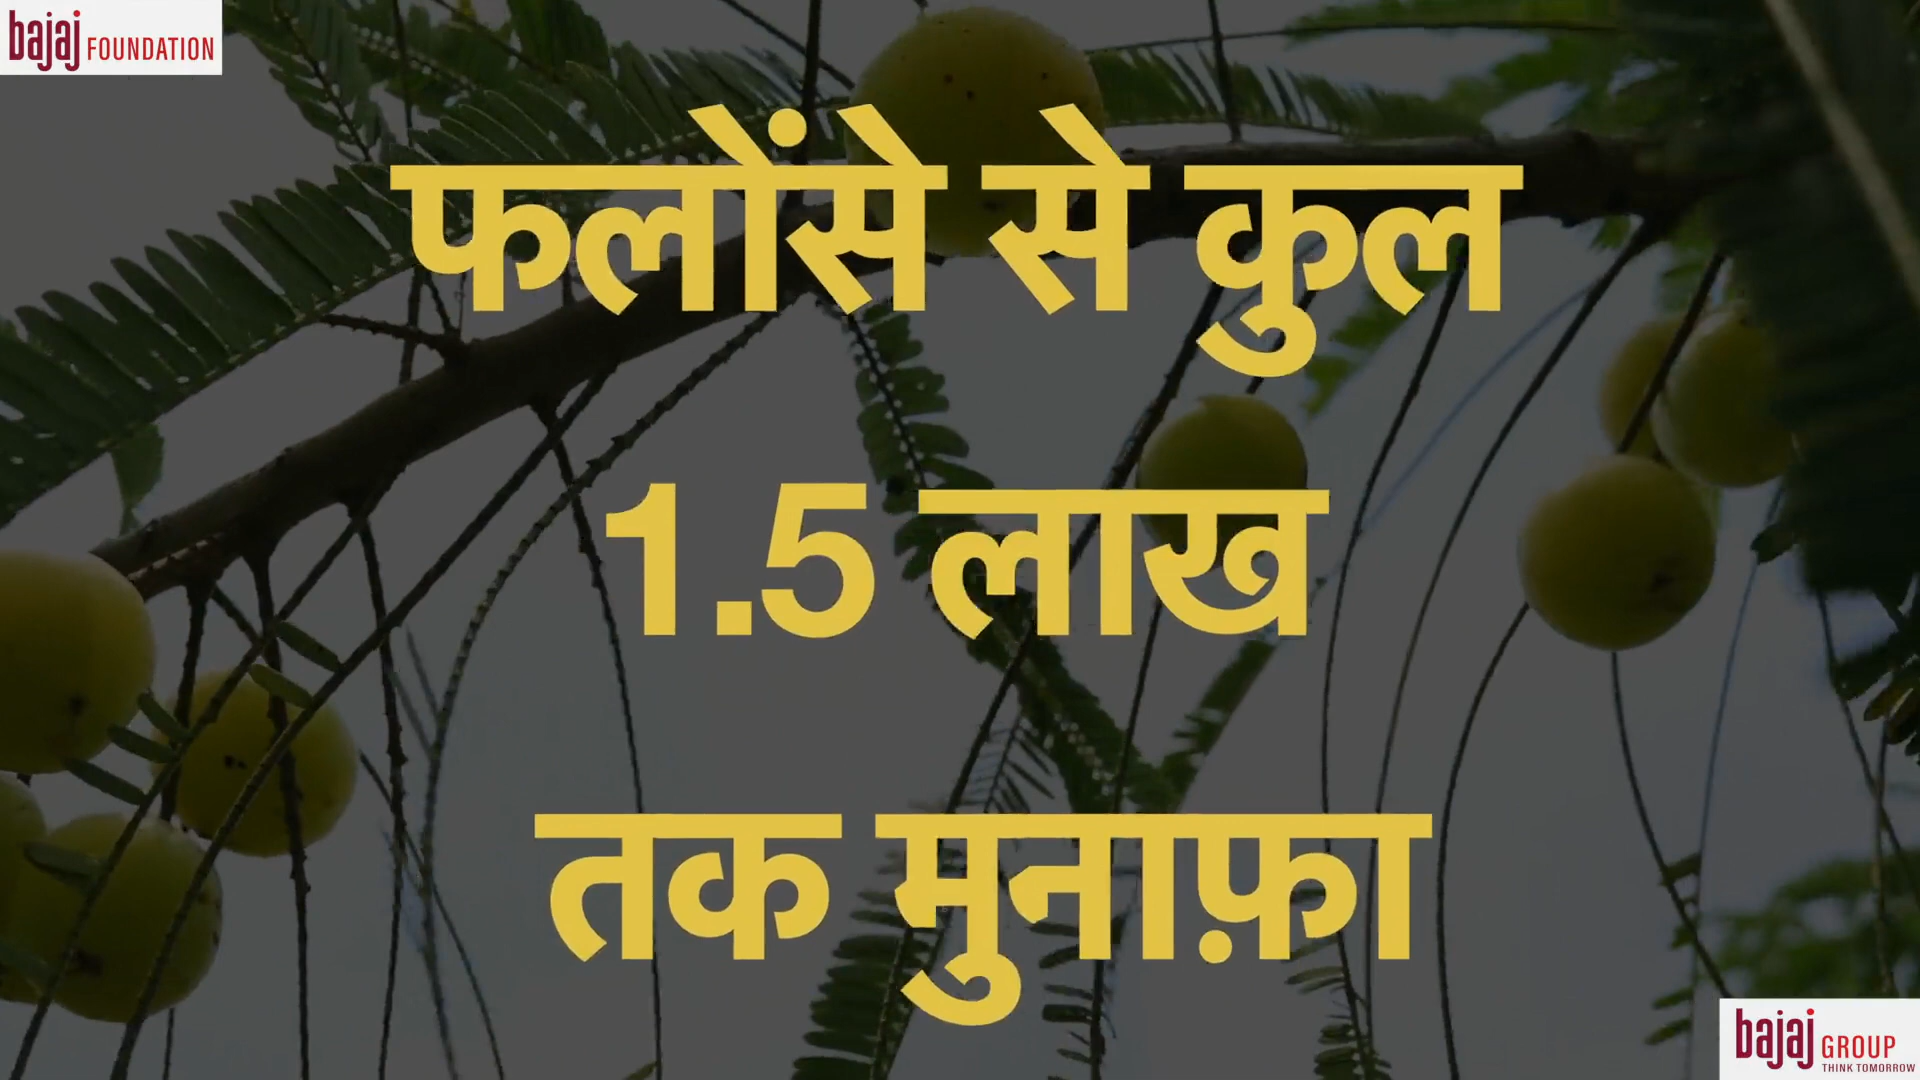 bajaj FOUNDATION
फलोंसे से कुल
1.5 लाख
तक मुनाफ़ा
bajaj GROUP
THINK TOMORROW